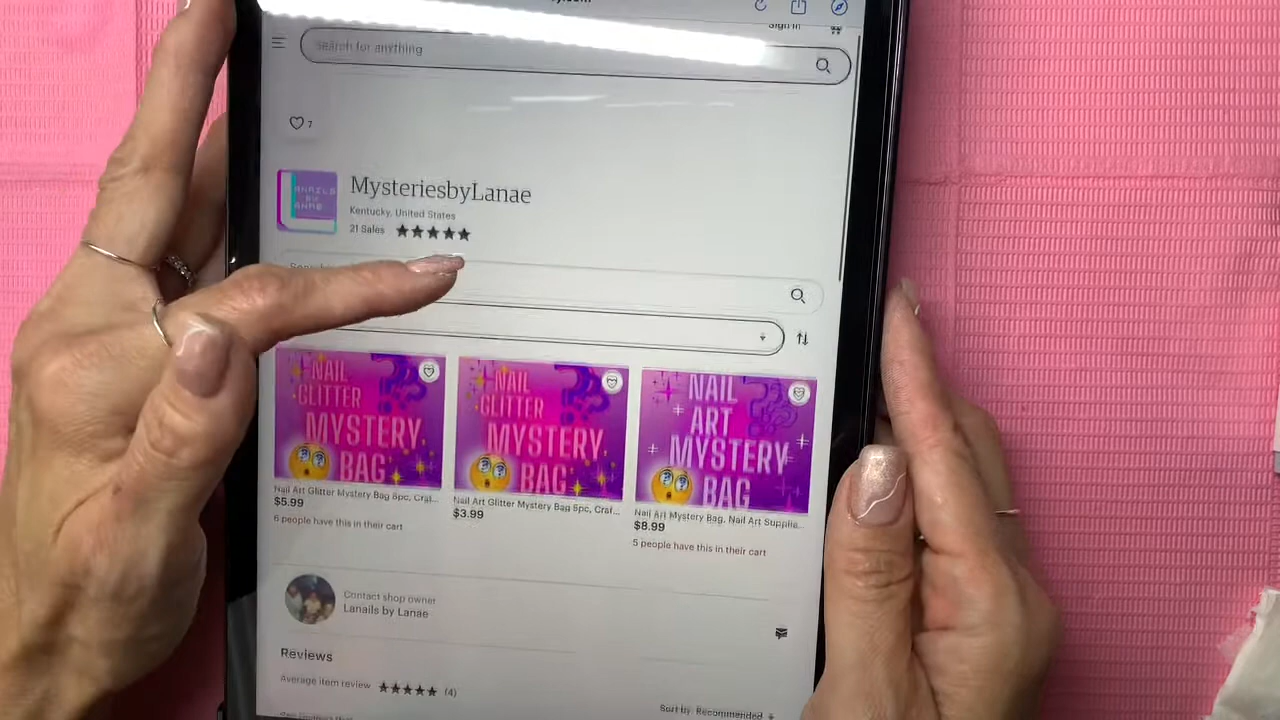 Sign in
Search for anything
7
MysteriesbyLanae
Kentucky, United States
21 Sales
NAIL GLITTER MYSTERY BAG
NAIL GLITTER MYSTERY BAG
NAIL ART MYSTERY BAG
Nail Art Glitter Mystery Bag 8pc, Craf...
$5.99
6 people have this in their cart
Nail Art Glitter Mystery Bag 5pc, Craf...
$3.99
Nail Art Mystery Bag, Nail Art Supplie...
$8.99
5 people have this in their cart
Contact shop owner
Lanails by Lanae
Reviews
Average item review (4)
Sort by: Recommended